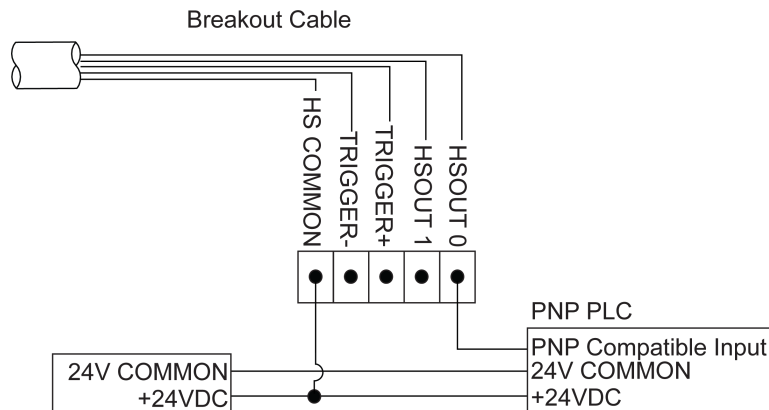 Breakout Cable
HS COMMON
TRIGGER-
TRIGGER+
HSOUT 1
HSOUT 0
PNP PLC
PNP Compatible Input
24V COMMON
24V COMMON
+24VDC
+24VDC